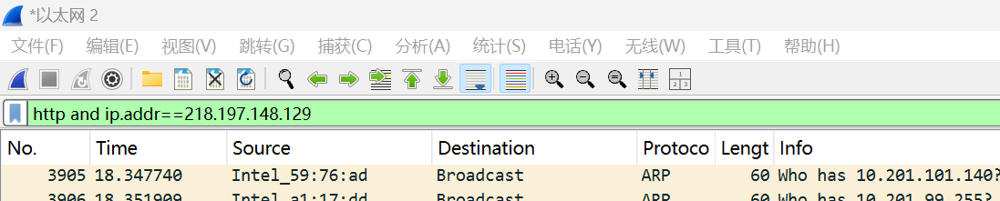 *以太网 2
文件(F) 编辑(E) 视图(V) 跳转(G) 捕获(C) 分析(A) 统计(S) 电话(Y) 无线(W) 工具(T) 帮助(H)
http and ip.addr==218.197.148.129
No. Time Source Destination Protoco Lengt Info
3905 18.347740 Intel_59:76:ad Broadcast ARP 60 Who has 10.201.101.140?
3906 18.351909 Intel_a1:17:dd Broadcast ARP 60 Who has 10.201.99.255?